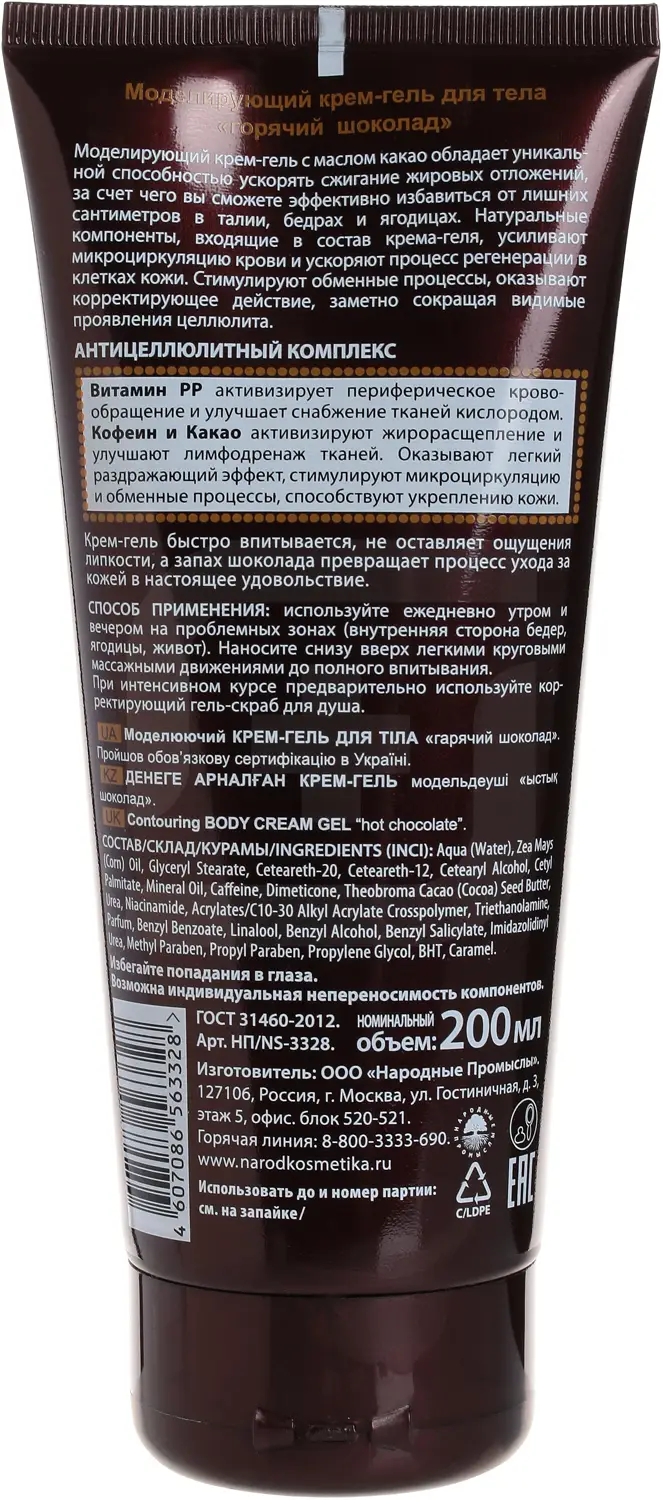 Моделирующий крем-гель для тела
«горячий шоколад»
Моделирующий крем-гель с маслом какао обладает уникаль-
ной способностью ускорять сжигание жировых отложений,
за счет чего вы сможете эффективно избавиться от лишних
сантиметров в талии, бедрах и ягодицах. Натуральные
компоненты, входящие в состав крема-геля, усиливают
микроциркуляцию крови и ускоряют процесс регенерации в
клетках кожи. Стимулируют обменные процессы, оказывают
корректирующее действие, заметно сокращая видимые
проявления целлюлита.
АНТИЦЕЛЛЮЛИТНЫЙ КОМПЛЕКС
Витамин РР активизирует периферическое крово-
обращение и улучшает снабжение тканей кислородом.
Кофеин и Какао активизируют жирорасщепление и
улучшают лимфодренаж тканей. Оказывают легкий
раздражающий эффект, стимулируют микроциркуляцию
и обменные процессы, способствуют укреплению кожи.
Крем-гель быстро впитывается, не оставляет ощущения
липкости, а запах шоколада превращает процесс ухода за
кожей в настоящее удовольствие.
СПОСОБ ПРИМЕНЕНИЯ: используйте ежедневно утром и
вечером на проблемных зонах (внутренняя сторона бедер,
ягодицы, живот). Наносите снизу вверх легкими круговыми
массажными движениями до полного впитывания.
При интенсивном курсе предварительно используйте кор-
ректирующий гель-скраб для душа.
UA Моделюючий КРЕМ-ГЕЛЬ ДЛЯ ТІЛА «гарячий шоколад».
Пройшов обов'язкову сертифікацію в Україні.
KZ ДЕНЕГЕ АРНАЛҒАН КРЕМ-ГЕЛЬ модельдеуші «ыстық
шоколад».
UK Contouring BODY CREAM GEL "hot chocolate".
СОСТАВ/СКЛАД/КУРАМЫ/INGREDIENTS (INCI): Aqua (Water), Zea Mays
(Corn) Oil, Glyceryl Stearate, Ceteareth-20, Ceteareth-12, Cetearyl Alcohol, Cetyl
Palmitate, Mineral Oil, Caffeine, Dimeticone, Theobroma Cacao (Cocoa) Seed Butter,
Urea, Niacinamide, Acrylates/C10-30 Alkyl Acrylate Crosspolymer, Triethanolamine,
Parfum, Benzyl Benzoate, Linalool, Benzyl Alcohol, Benzyl Salicylate, Imidazolidinyl
Urea, Methyl Paraben, Propyl Paraben, Propylene Glycol, BHT, Caramel.
Избегайте попадания в глаза.
Возможна индивидуальная непереносимость компонентов.
ГОСТ 31460-2012.
Арт. НП/NS-3328.
НОМИНАЛЬНЫЙ
объем: 200 мл
Изготовитель: ООО «Народные Промыслы».
127106, Россия, г. Москва, ул. Гостиничная, д. 3,
этаж 5, офис. блок 520-521.
Горячая линия: 8-800-3333-690.
www.narodkosmetika.ru
Использовать до и номер партии:
см. на запайке/
4 607086 563328 >
НАРОДНЫЕ ПРОМЫСЛЫ
C/LDPE
EAC